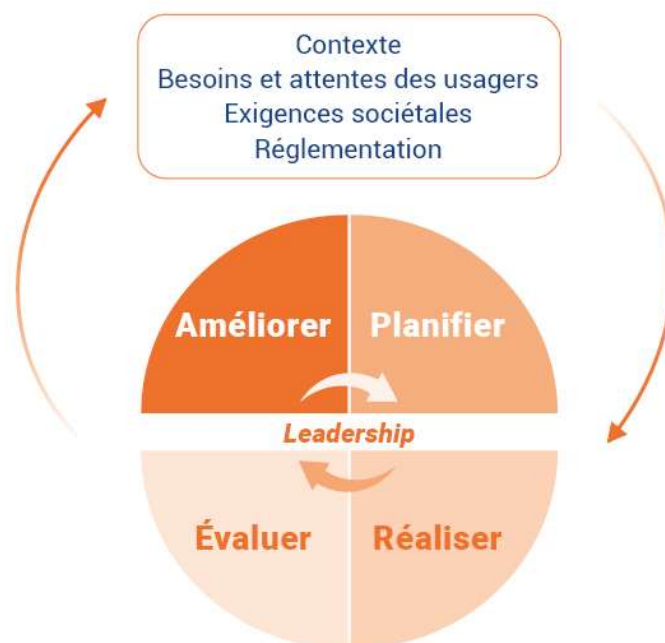 Contexte
Besoins et attentes des usagers
Exigences sociétales
Réglementation
Améliorer
Planifier
Leadership
Évaluer
Réaliser